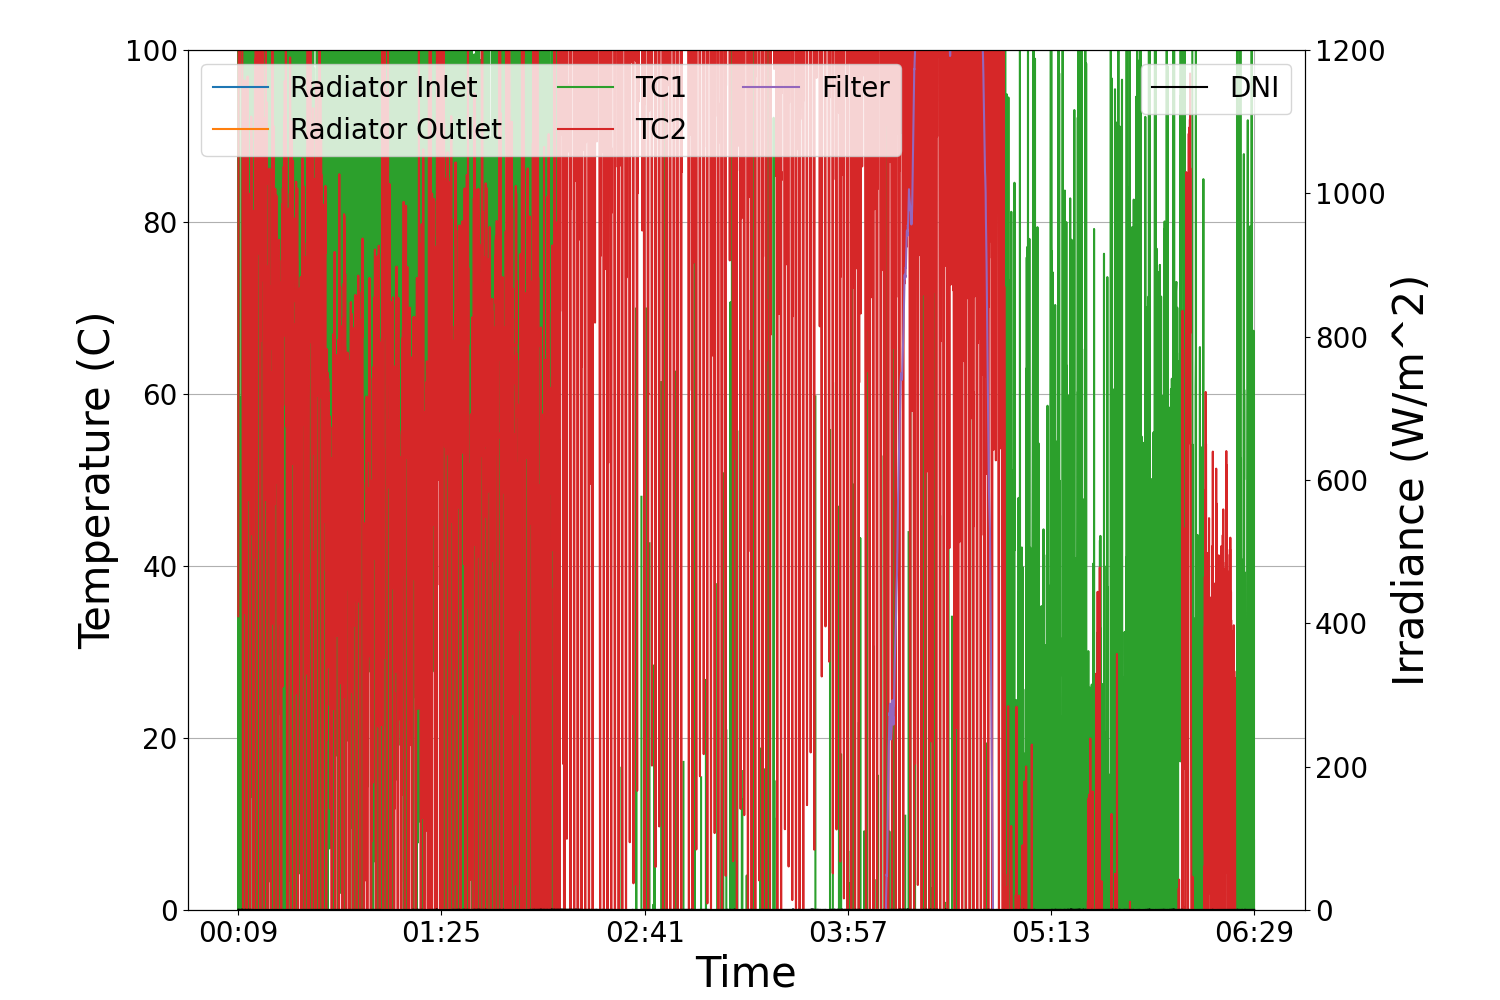 100
80
60
40
20
0
Temperature (C)
Radiator Inlet
Radiator Outlet
TC1
TC2
Filter
DNI
1200
1000
800
600
400
200
0
Irradiance (W/m^2)
00:09
01:25
02:41
03:57
05:13
06:29
Time